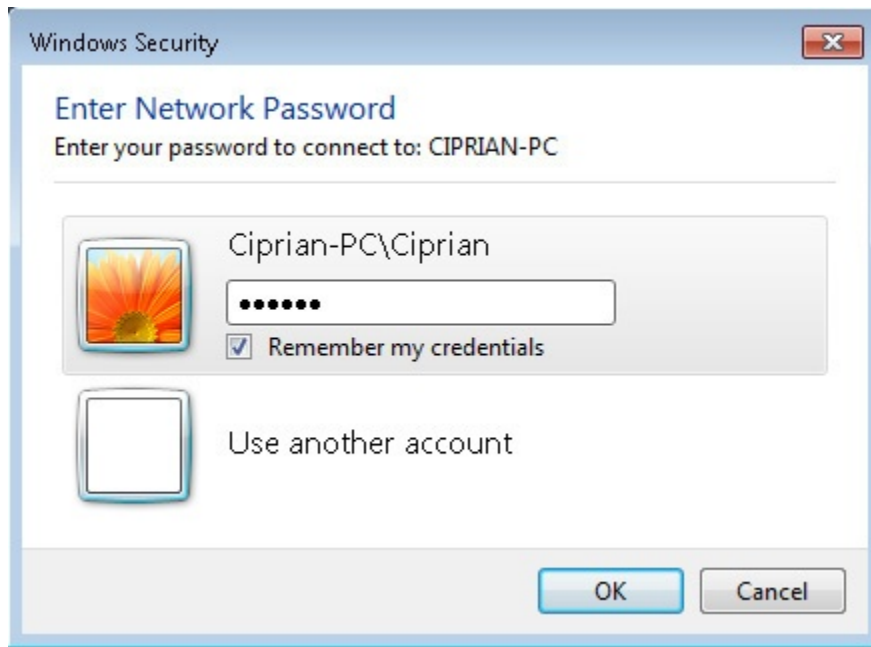 Windows Security
Enter Network Password
Enter your password to connect to: CIPRIAN-PC
Ciprian-PC\Ciprian
••••••
Remember my credentials
Use another account
OK
Cancel